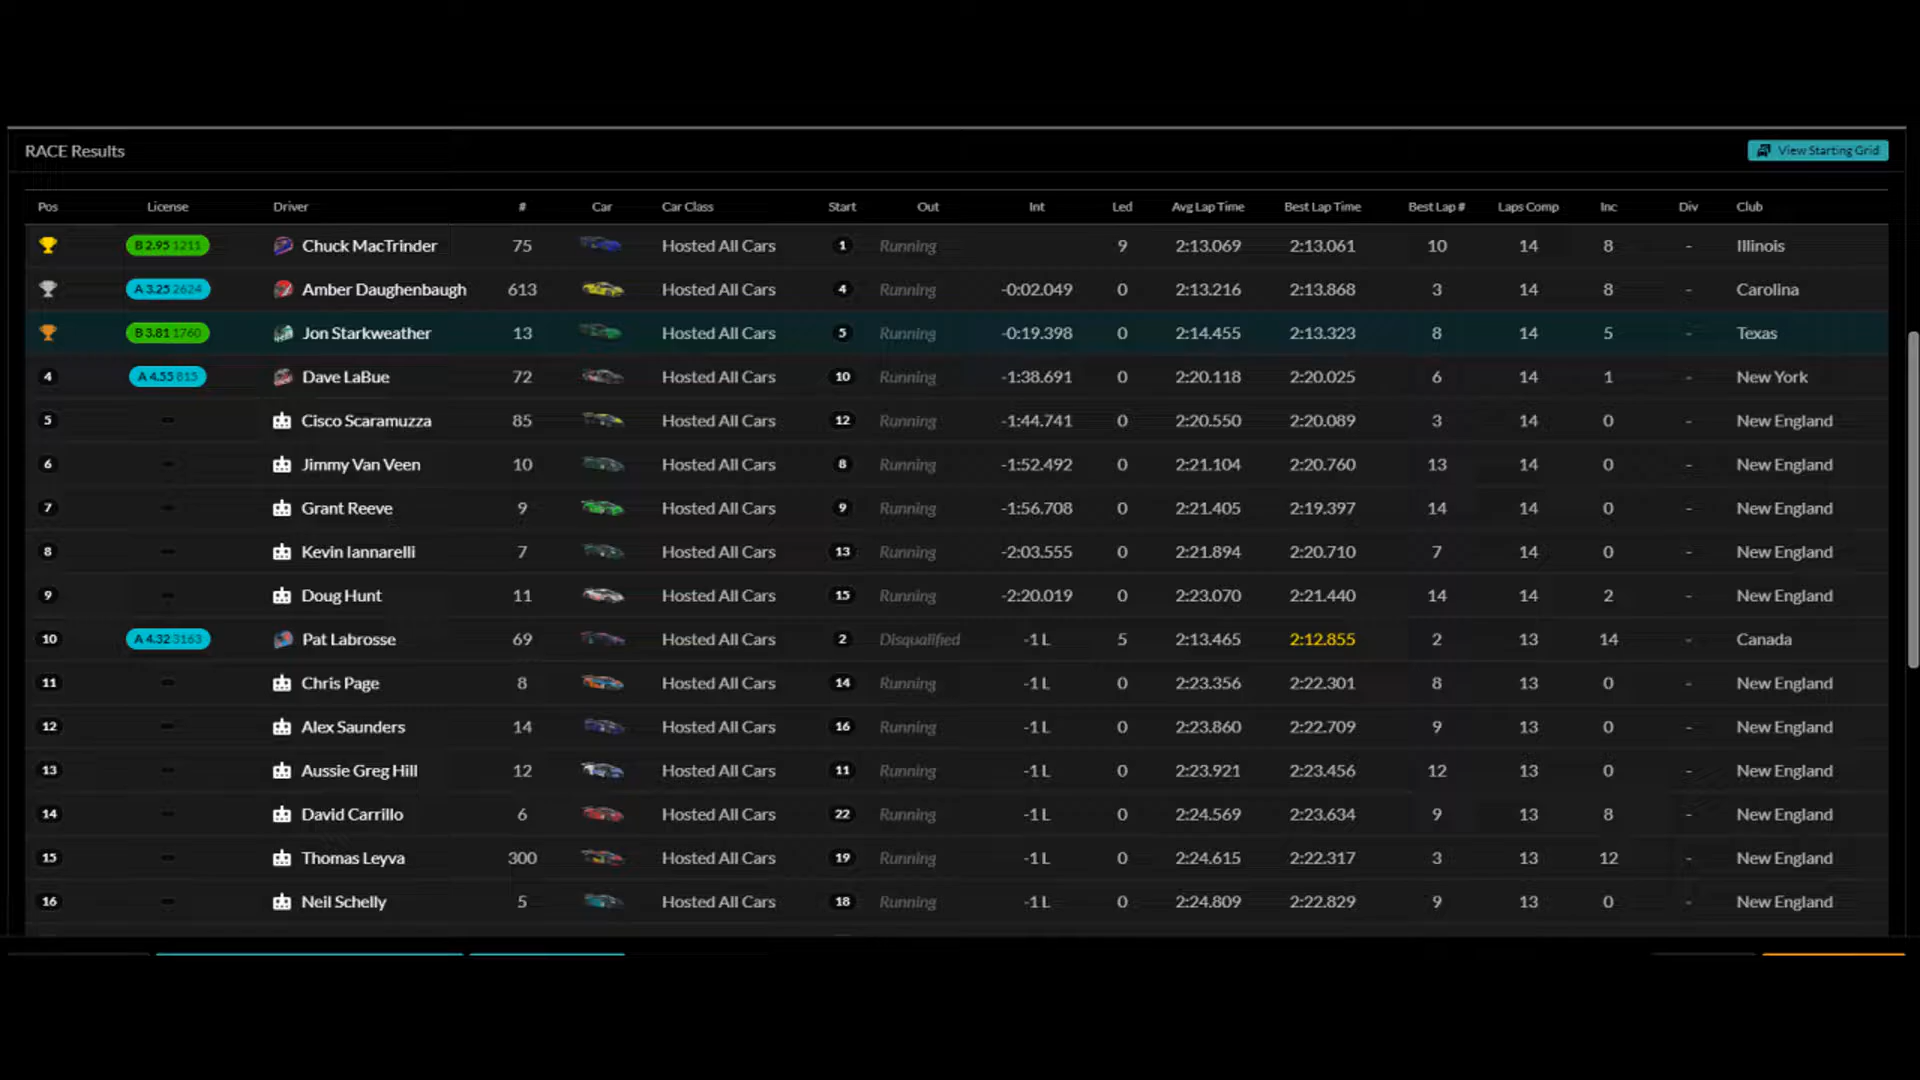 RACE Results
View Starting Grid
Pos License Driver # Car Car Class Start Out Int Led Avg Lap Time Best Lap Time Best Lap # Laps Comp Inc Div Club
B 2.95 1211 Chuck MacTrinder 75 Hosted All Cars 1 Running 9 2:13.069 2:13.061 10 14 8 - Illinois
A 3.25 2624 Amber Daughenbaugh 613 Hosted All Cars 4 Running -0:02.049 0 2:13.216 2:13.868 3 14 8 - Carolina
B 3.81 1760 Jon Starkweather 13 Hosted All Cars 5 Running -0:19.398 0 2:14.455 2:13.323 8 14 5 - Texas
4 A 4.55 815 Dave LaBue 72 Hosted All Cars 10 Running -1:38.691 0 2:20.118 2:20.025 6 14 1 - New York
5 - Cisco Scaramuzza 85 Hosted All Cars 12 Running -1:44.741 0 2:20.550 2:20.089 3 14 0 - New England
6 - Jimmy Van Veen 10 Hosted All Cars 8 Running -1:52.492 0 2:21.104 2:20.760 13 14 0 - New England
7 - Grant Reeve 9 Hosted All Cars 9 Running -1:56.708 0 2:21.405 2:19.397 14 14 0 - New England
8 - Kevin Iannarelli 7 Hosted All Cars 13 Running -2:03.555 0 2:21.894 2:20.710 7 14 0 - New England
9 - Doug Hunt 11 Hosted All Cars 15 Running -2:20.019 0 2:23.070 2:21.440 14 14 2 - New England
10 A 4.32 3163 Pat Labrosse 69 Hosted All Cars 2 Disqualified -1 L 5 2:13.465 2:12.855 2 13 14 - Canada
11 - Chris Page 8 Hosted All Cars 14 Running -1 L 0 2:23.356 2:22.301 8 13 0 - New England
12 - Alex Saunders 14 Hosted All Cars 16 Running -1 L 0 2:23.860 2:22.709 9 13 0 - New England
13 - Aussie Greg Hill 12 Hosted All Cars 11 Running -1 L 0 2:23.921 2:23.456 12 13 0 - New England
14 - David Carrillo 6 Hosted All Cars 22 Running -1 L 0 2:24.569 2:23.634 9 13 8 - New England
15 - Thomas Leyva 300 Hosted All Cars 19 Running -1 L 0 2:24.615 2:22.317 3 13 12 - New England
16 - Neil Schelly 5 Hosted All Cars 18 Running -1 L 0 2:24.809 2:22.829 9 13 0 - New England